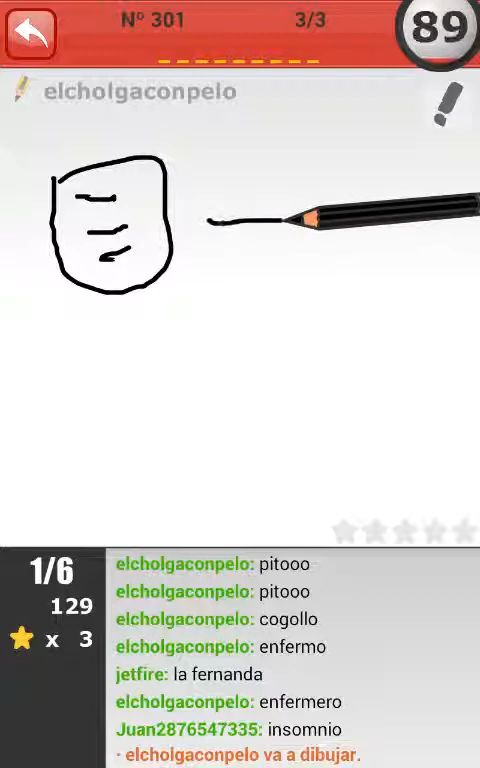 Nº 301
3/3
89
elcholgaconpelo
1/6
129
x 3
elcholgaconpelo: pitooo
elcholgaconpelo: pitooo
elcholgaconpelo: cogollo
elcholgaconpelo: enfermo
jetfire: la fernanda
elcholgaconpelo: enfermero
Juan2876547335: insomnio
· elcholgaconpelo va a dibujar.